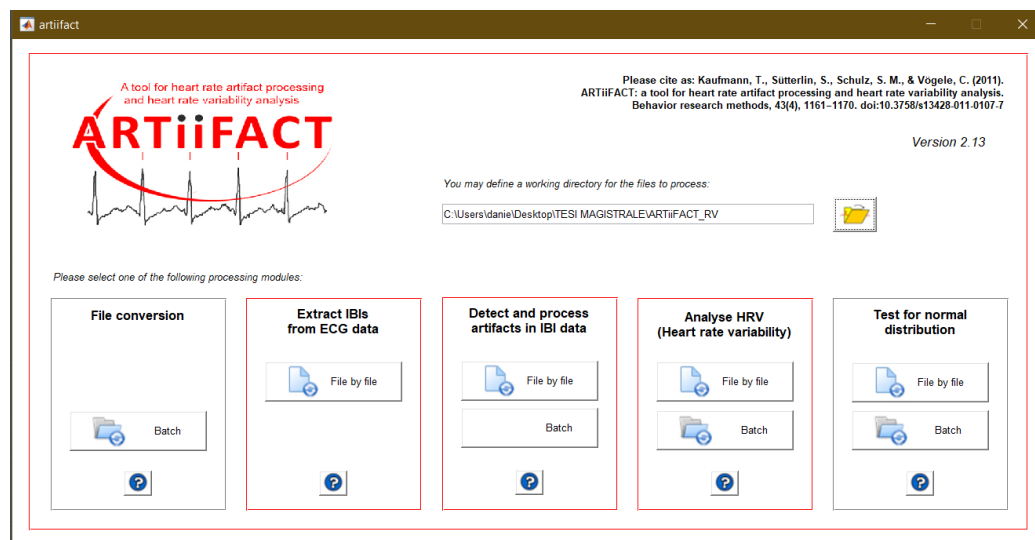 artiifact
A tool for heart rate artifact processing
and heart rate variability analysis
ARTiiFACT
Please cite as: Kaufmann, T., Sütterlin, S., Schulz, S. M., & Vögele, C. (2011).
ARTiiFACT: a tool for heart rate artifact processing and heart rate variability analysis.
Behavior research methods, 43(4), 1161–1170. doi:10.3758/s13428-011-0107-7
Version 2.13
You may define a working directory for the files to process:
C:\Users\danie\Desktop\TESI MAGISTRALE\ARTiiFACT_RV
Please select one of the following processing modules:
File conversion
Batch
?
Extract IBIs
from ECG data
File by file
?
Detect and process
artifacts in IBI data
File by file
Batch
?
Analyse HRV
(Heart rate variability)
File by file
Batch
?
Test for normal
distribution
File by file
Batch
?